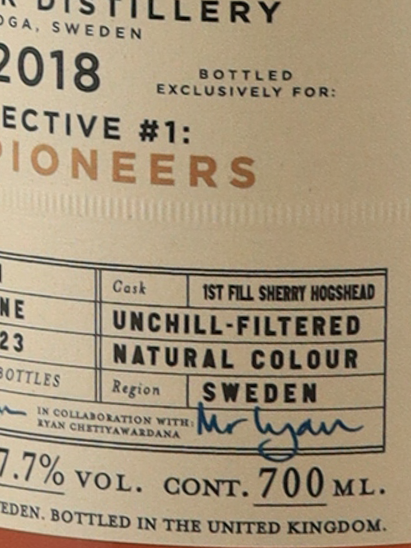 DISTILLERY
OGA, SWEDEN
2018
BOTTLED
EXCLUSIVELY FOR:
ECTIVE #1:
PIONEERS
Cask 1ST FILL SHERRY HOGSHEAD
NE UNCHILL-FILTERED
23 NATURAL COLOUR
BOTTLES Region SWEDEN
IN COLLABORATION WITH:
RYAN CHETIYAWARDANA
Mr Lyan
7.7% VOL. CONT. 700 ML.
EDEN. BOTTLED IN THE UNITED KINGDOM.